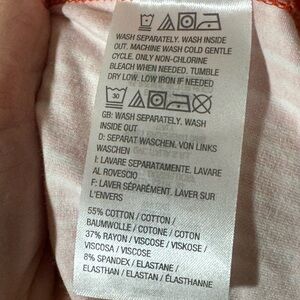 WASH SEPARATELY. WASH INSIDE
OUT. MACHINE WASH COLD GENTLE
CYCLE. ONLY NON-CHLORINE
BLEACH WHEN NEEDED. TUMBLE
DRY LOW. LOW IRON IF NEEDED
30
GB: WASH SEPARATELY. WASH
INSIDE OUT
D: SEPARAT WASCHEN. VON LINKS
WASCHEN
I: LAVARE SEPARATAMENTE. LAVARE
AL ROVESCIO
F: LAVER SÉPARÉMENT. LAVER SUR
L'ENVERS
55% COTTON / COTTON /
BAUMWOLLE / COTONE / COTON
37% RAYON / VISCOSE / VISKOSE /
VISCOSA / VISCOSE
8% SPANDEX / ELASTANE /
ELASTHAN / ELASTAN / ÉLASTHANNE